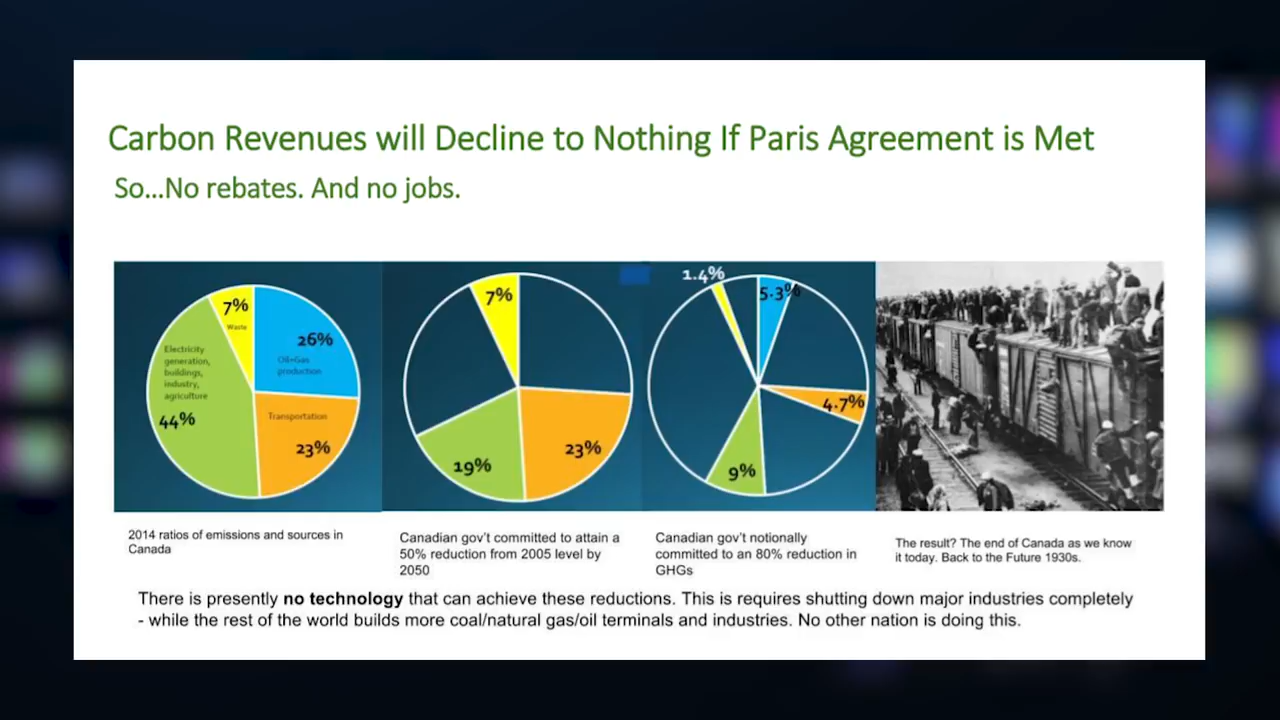 Carbon Revenues will Decline to Nothing If Paris Agreement is Met
So...No rebates. And no jobs.
7%
Waste
26%
Oil+Gas
production
Electricity
generation,
buildings,
industry,
agriculture
44%
Transportation
23%
7%
19%
23%
1.4%
5.3%
4.7%
9%
2014 ratios of emissions and sources in
Canada
Canadian gov't committed to attain a
50% reduction from 2005 level by
2050
Canadian gov't notionally
committed to an 80% reduction in
GHGs
The result? The end of Canada as we know
it today. Back to the Future 1930s.
There is presently no technology that can achieve these reductions. This is requires shutting down major industries completely
- while the rest of the world builds more coal/natural gas/oil terminals and industries. No other nation is doing this.